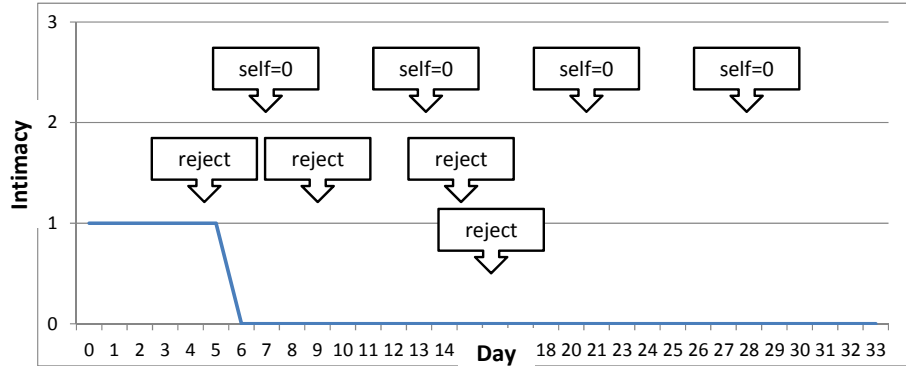 3
self=0 self=0 self=0 self=0
2
reject reject reject
Intimacy
1
reject
0
0 1 2 3 4 5 6 7 8 9 10 11 12 13 14 18 20 21 23 24 25 26 27 28 29 30 31 32 33
Day